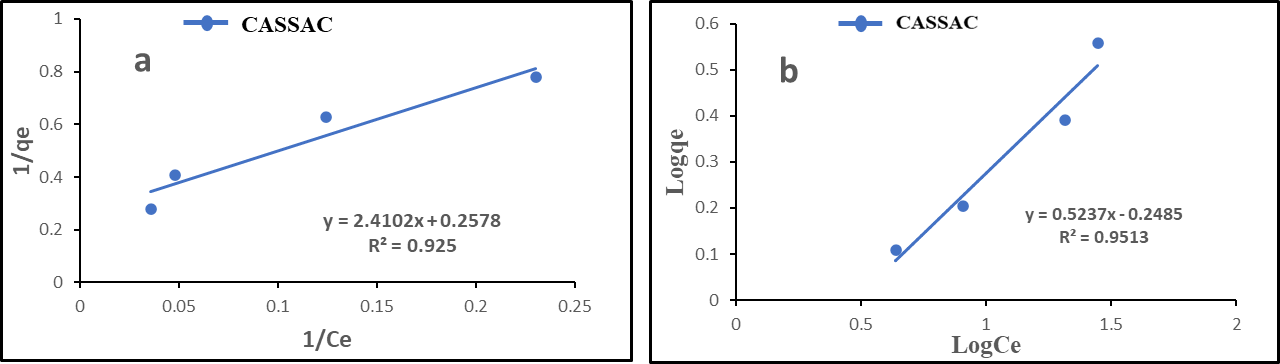 CASSAC
a
1
0.8
0.6
0.4
0.2
0
0
0.05
0.1
0.15
0.2
0.25
1/qe
1/Ce
y = 2.4102x + 0.2578
R² = 0.925
CASSAC
b
0.6
0.5
0.4
0.3
0.2
0.1
0
0
0.5
1
1.5
2
Logqe
LogCe
y = 0.5237x - 0.2485
R² = 0.9513